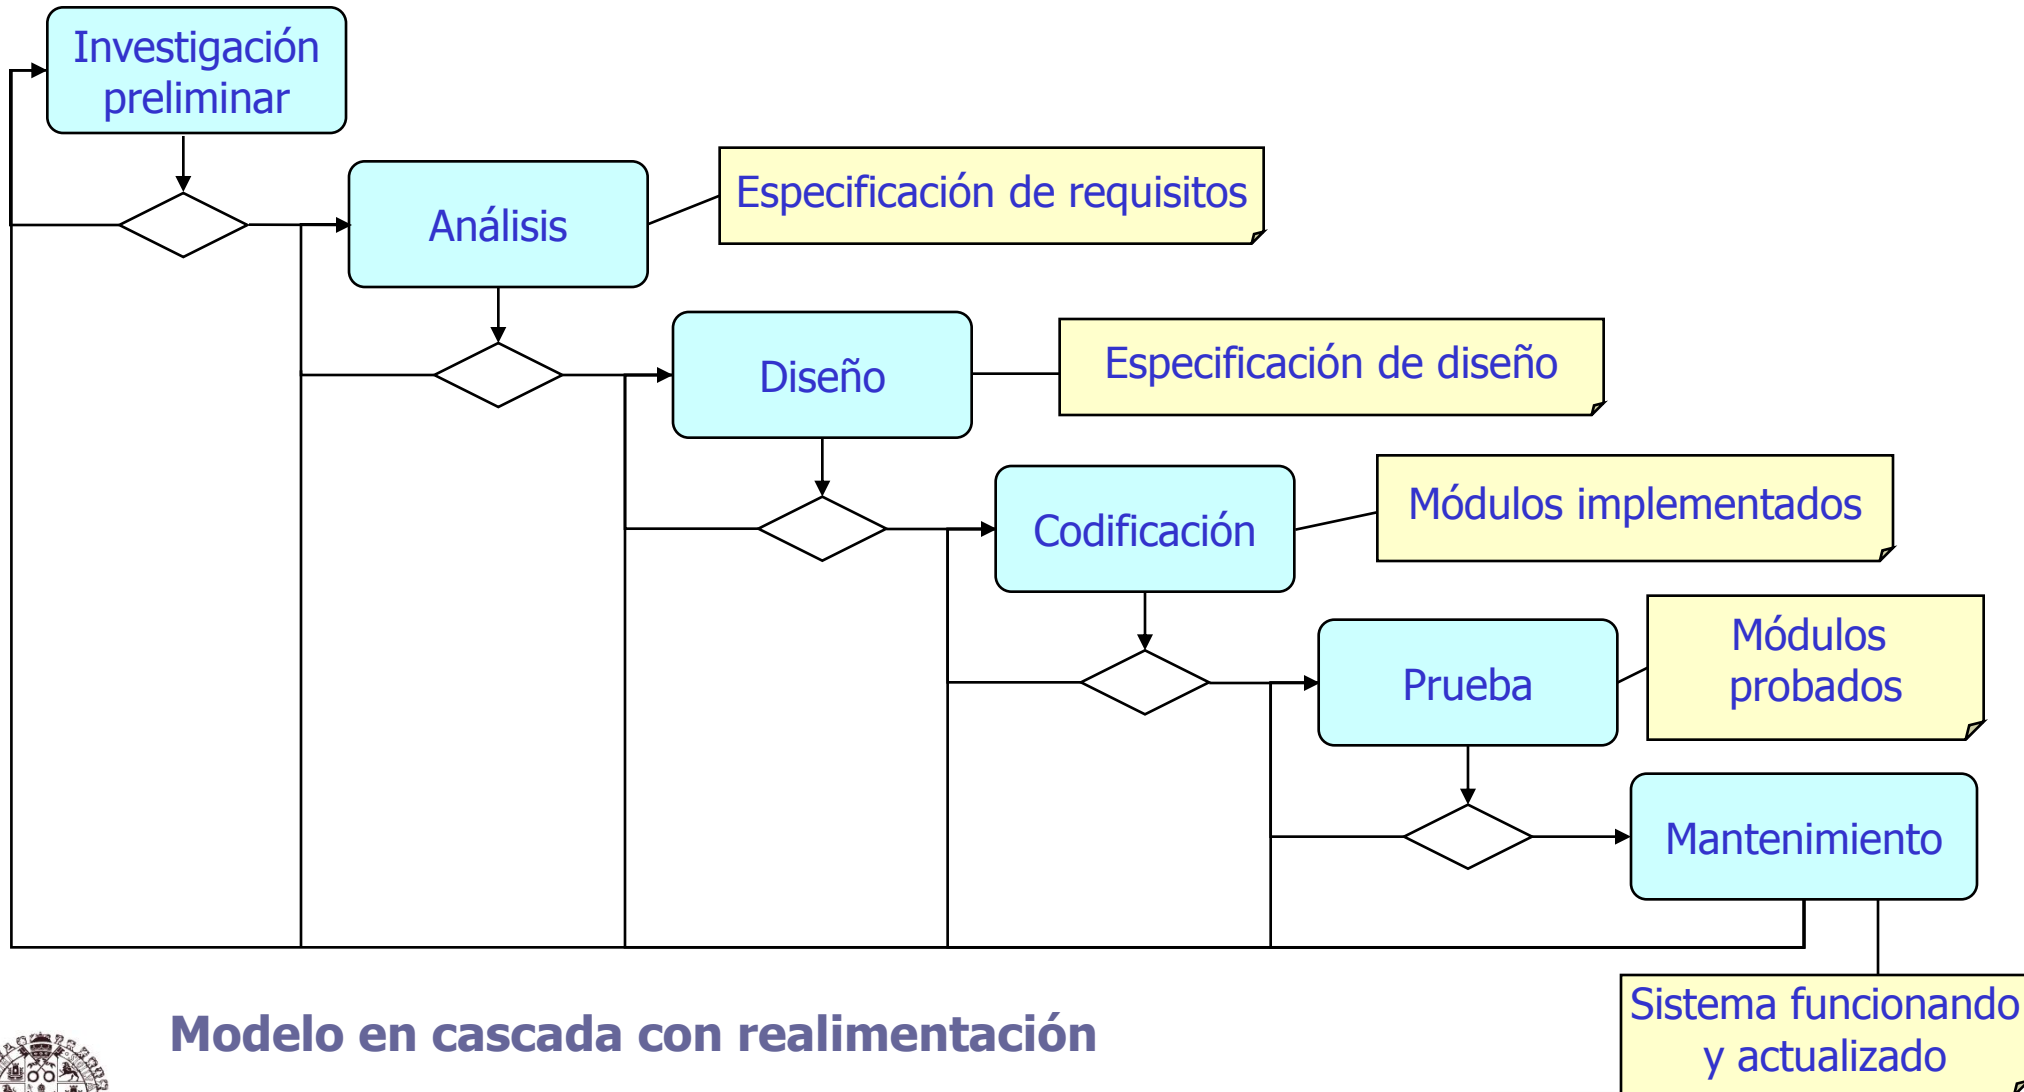 Investigación
preliminar
Análisis
Especificación de requisitos
Diseño
Especificación de diseño
Codificación
Módulos implementados
Prueba
Módulos
probados
Mantenimiento
Sistema funcionando
y actualizado
Modelo en cascada con realimentación